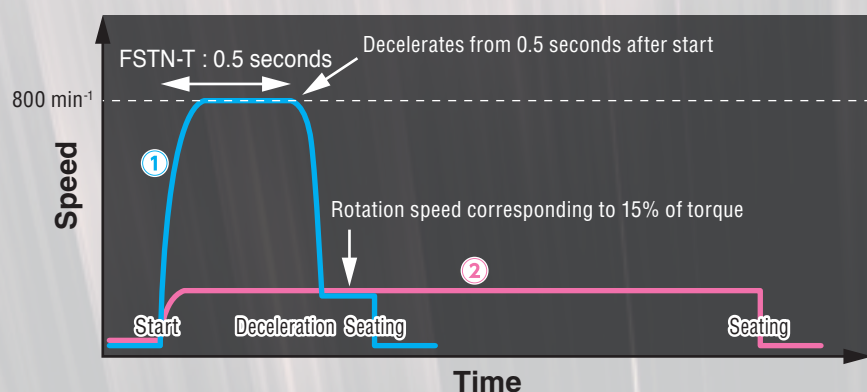 FSTN-T : 0.5 seconds
Decelerates from 0.5 seconds after start
800 min-1
①
Speed
Rotation speed corresponding to 15% of torque
②
Start
Deceleration
Seating
Seating
Time